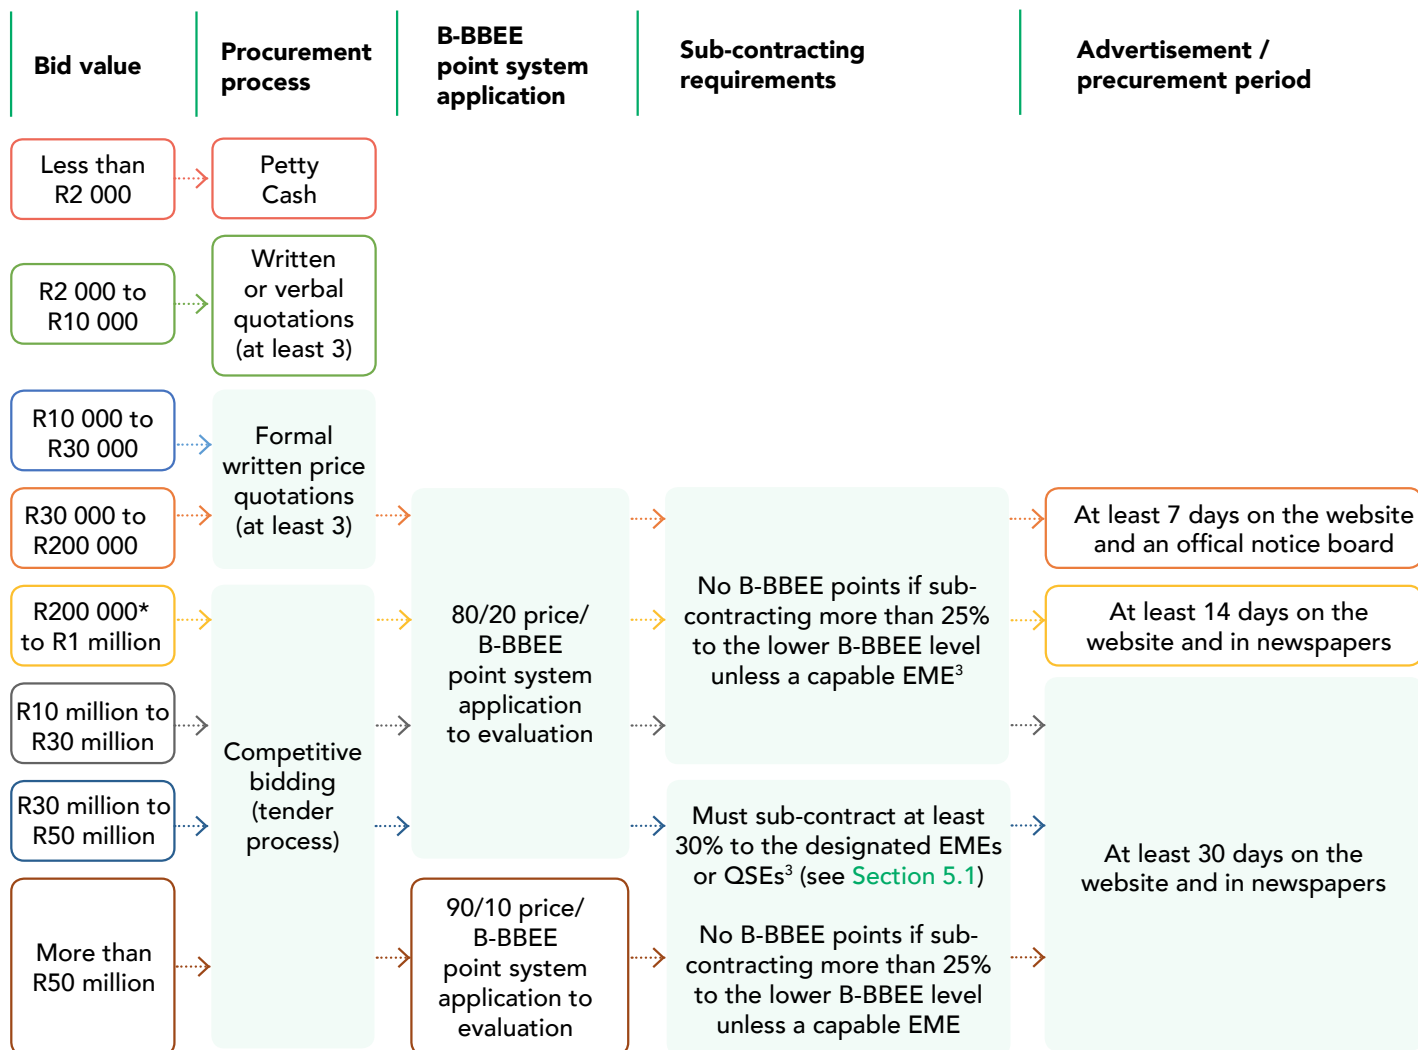 Bid value
Procurement
process
B-BBEE
point system
application
Sub-contracting
requirements
Advertisement /
precurement period
Less than
R2 000
Petty
Cash
R2 000 to
R10 000
Written
or verbal
quotations
(at least 3)
R10 000 to
R30 000
Formal
written price
quotations
(at least 3)
R30 000 to
R200 000
At least 7 days on the website
and an offical notice board
R200 000*
to R1 million
80/20 price/
B-BBEE
point system
application
to evaluation
No B-BBEE points if sub-
contracting more than 25%
to the lower B-BBEE level
unless a capable EME³
At least 14 days on the
website and in newspapers
R10 million to
R30 million
Competitive
bidding
(tender
process)
R30 million to
R50 million
Must sub-contract at least
30% to the designated EMEs
or QSEs³ (see Section 5.1)
At least 30 days on the
website and in newspapers
More than
R50 million
90/10 price/
B-BBEE
point system
application to
evaluation
No B-BBEE points if sub-
contracting more than 25%
to the lower B-BBEE level
unless a capable EME